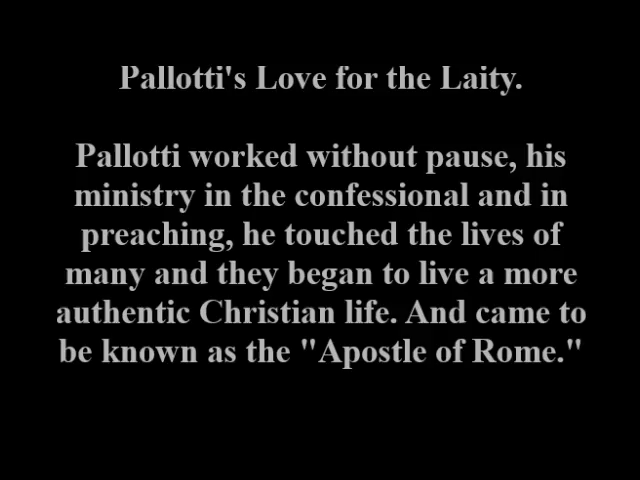 Pallotti's Love for the Laity.
Pallotti worked without pause, his
ministry in the confessional and in
preaching, he touched the lives of
many and they began to live a more
authentic Christian life. And came to
be known as the "Apostle of Rome."